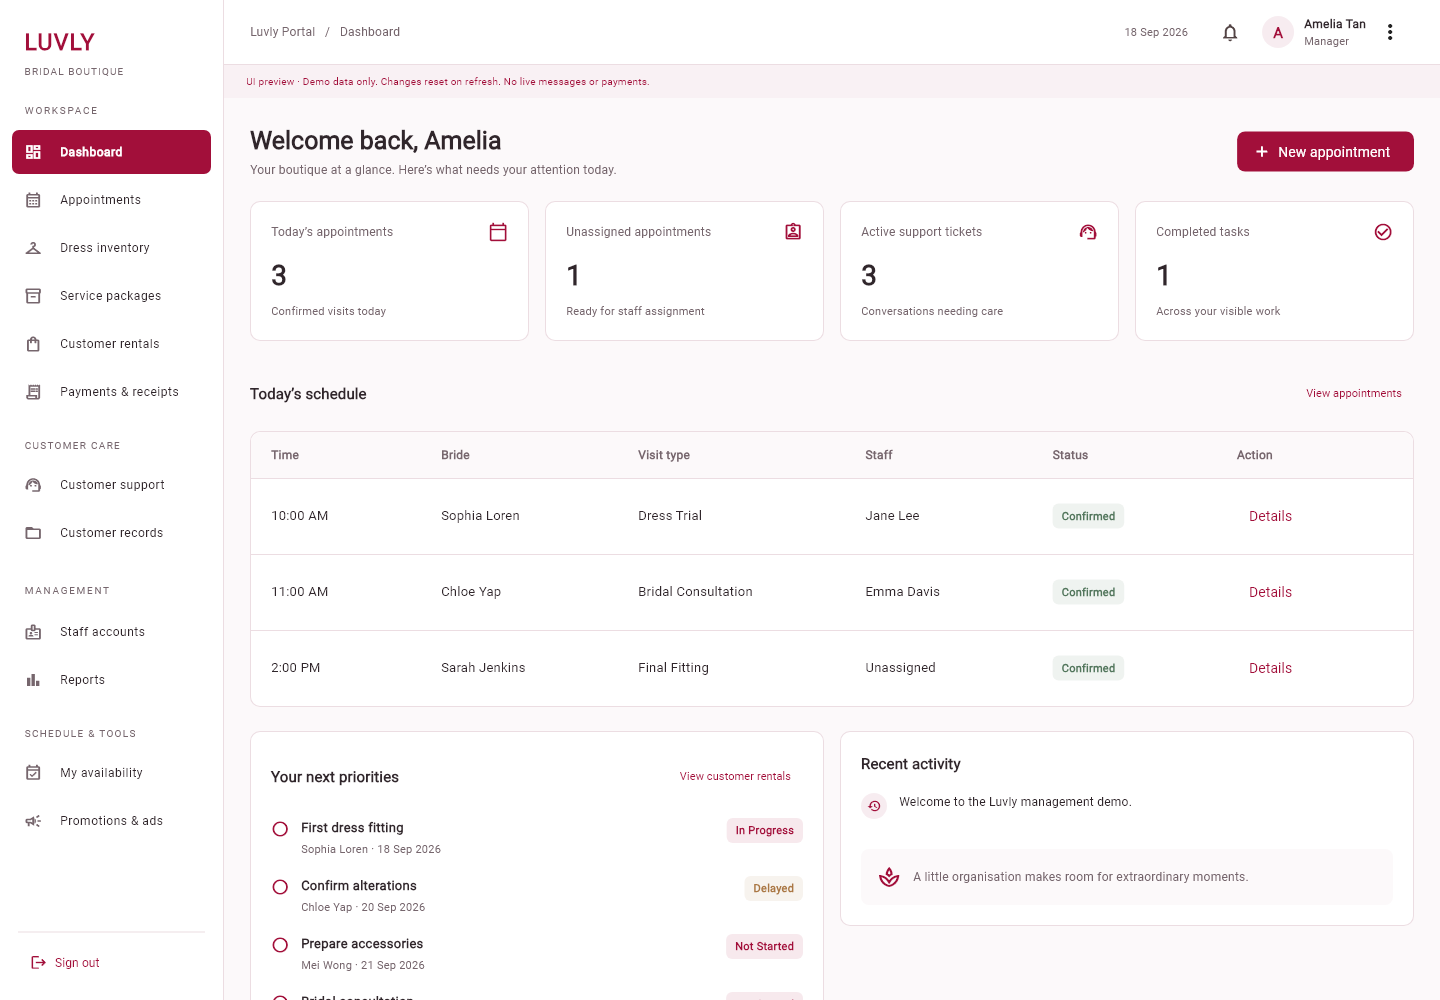 LUVLY
BRIDAL BOUTIQUE
WORKSPACE
Dashboard
Appointments
Dress inventory
Service packages
Customer rentals
Payments & receipts
CUSTOMER CARE
Customer support
Customer records
MANAGEMENT
Staff accounts
Reports
SCHEDULE & TOOLS
My availability
Promotions & ads
Sign out
Luvly Portal / Dashboard
18 Sep 2026
A
Amelia Tan
Manager
UI preview · Demo data only. Changes reset on refresh. No live messages or payments.
Welcome back, Amelia
Your boutique at a glance. Here’s what needs your attention today.
New appointment
Today’s appointments
3
Confirmed visits today
Unassigned appointments
1
Ready for staff assignment
Active support tickets
3
Conversations needing care
Completed tasks
1
Across your visible work
Today’s schedule
View appointments
Time Bride Visit type Staff Status Action
10:00 AM Sophia Loren Dress Trial Jane Lee Confirmed Details
11:00 AM Chloe Yap Bridal Consultation Emma Davis Confirmed Details
2:00 PM Sarah Jenkins Final Fitting Unassigned Confirmed Details
Your next priorities
View customer rentals
First dress fitting
Sophia Loren · 18 Sep 2026
In Progress
Confirm alterations
Chloe Yap · 20 Sep 2026
Delayed
Prepare accessories
Mei Wong · 21 Sep 2026
Not Started
Bridal consultation
Recent activity
Welcome to the Luvly management demo.
A little organisation makes room for extraordinary moments.